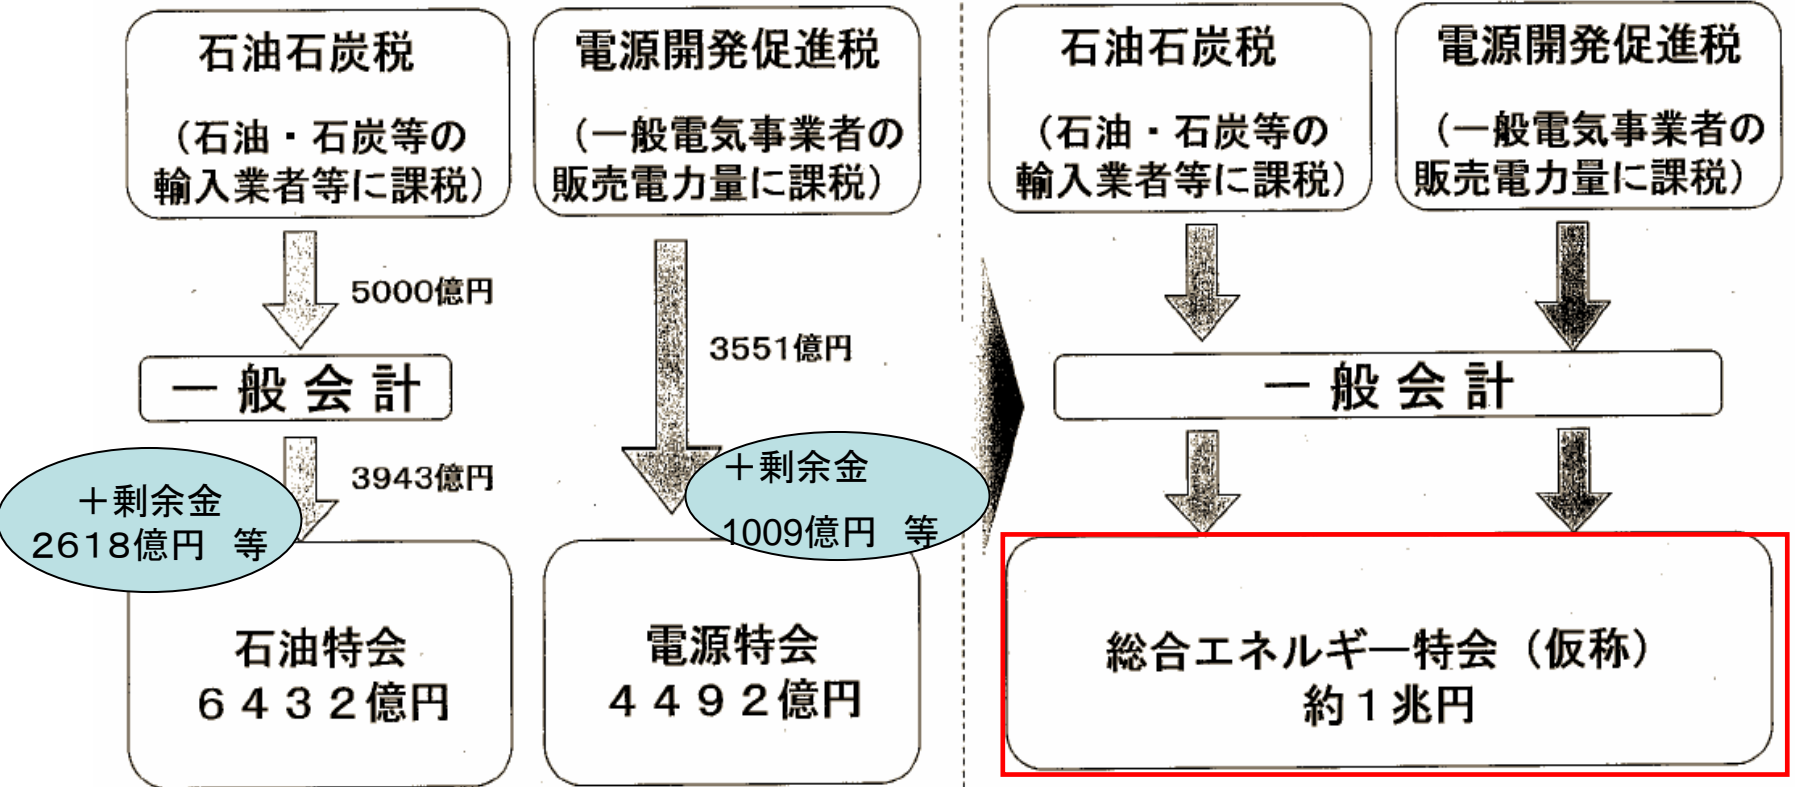 石油石炭税
（石油・石炭等の
輸入業者等に課税）
5000億円
一般会計
3943億円
＋剰余金
2618億円　等
石油特会
６４３２億円
電源開発促進税
（一般電気事業者の
販売電力量に課税）
3551億円
＋剰余金
1009億円　等
電源特会
４４９２億円
石油石炭税
（石油・石炭等の
輸入業者等に課税）
電源開発促進税
（一般電気事業者の
販売電力量に課税）
一般会計
総合エネルギー特会（仮称）
約１兆円